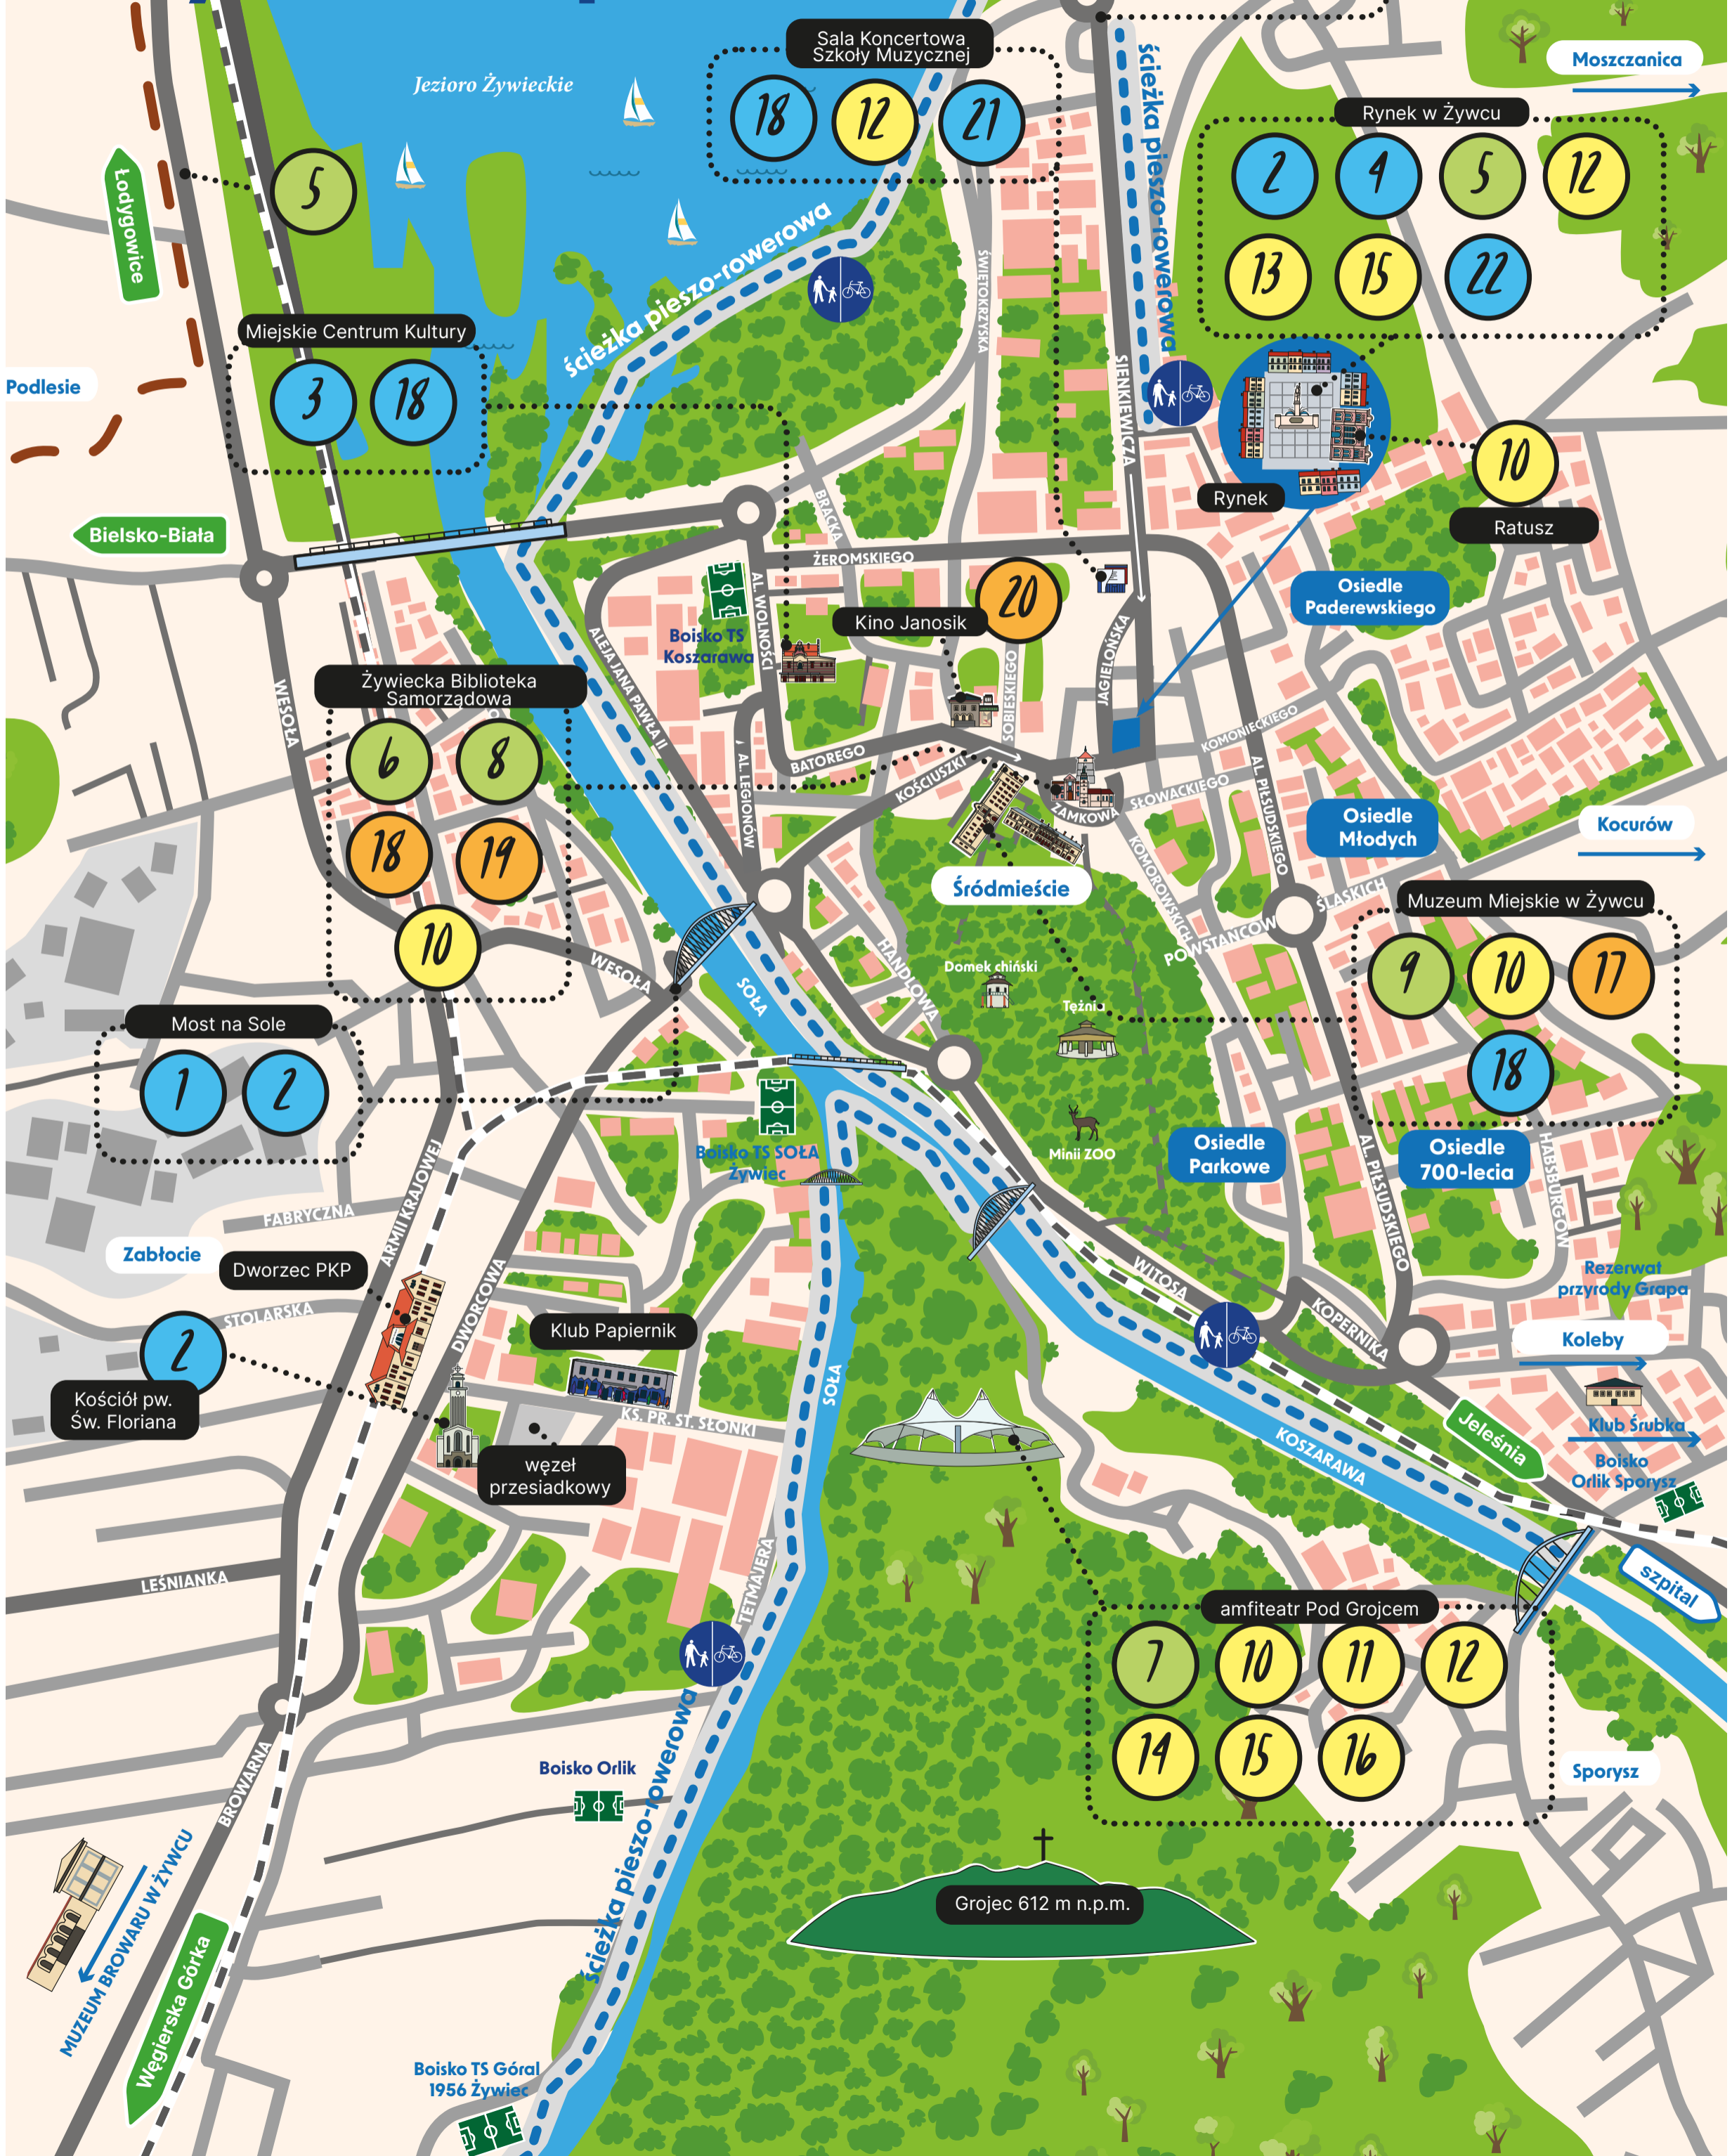 Sala Koncertowa
Szkoły Muzycznej
18 12 21
Jezioro Żywieckie
Moszczanica
Rynek w Żywcu
2 4 5 12
13 15 22
5
Łodygowice
ścieżka pieszo-rowerowa
ścieżka pieszo-rowerowa
ŚWIĘTOKRZYSKA
SIENKIEWICZA
Miejskie Centrum Kultury
3 18
Podlesie
10
Ratusz
Rynek
Bielsko-Biała
BRACKA
ŻEROMSKIEGO
20
Kino Janosik
Osiedle
Paderewskiego
AL. WOLNOŚCI
Boisko TS
Koszarawa
ALEJA JANA PAWŁA II
SOBIESKIEGO
JAGIELOŃSKA
WESOŁA
Żywiecka Biblioteka
Samorządowa
6 8
18 19
10
BATOREGO
KOŚCIUSZKI
AL. LEGIONÓW
KOMONIECKIEGO
SŁOWACKIEGO
ZAMKOWA
AL. PIŁSUDSKIEGO
Osiedle
Młodych
Kocurów
KOMOROWSKICH
Śródmieście
POWSTAŃCÓW
ŚLĄSKICH
Muzeum Miejskie w Żywcu
9 10 17
18
WESOŁA
SOŁA
HANDLOWA
Domek chiński
Tężnia
Most na Sole
1 2
Minii ZOO
Boisko TS SOŁA
Żywiec
Osiedle
Parkowe
AL. PIŁSUDSKIEGO
Osiedle
700-lecia
HABSBURGÓW
ARMII KRAJOWEJ
FABRYCZNA
Zabłocie
Dworzec PKP
Rezerwat
przyrody Grapa
WITOSA
KOPERNIKA
STOLARSKA
DWORCOWA
2
Kościół pw.
Św. Floriana
Klub Papiernik
Koleby
SOŁA
KS. PR. ST. SŁONKI
węzeł
przesiadkowy
Jeleśnia
Klub Śrubka
KOSZARAWA
Boisko
Orlik Sporysz
LEŚNIANKA
TETMAJERA
szpital
amfiteatr Pod Grojcem
7 10 11 12
14 15 16
ścieżka pieszo-rowerowa
Boisko Orlik
Sporysz
BROWARNA
MUZEUM BROWARU W ŻYWCU
Grojec 612 m n.p.m.
Węgierska Górka
Boisko TS Góral
1956 Żywiec